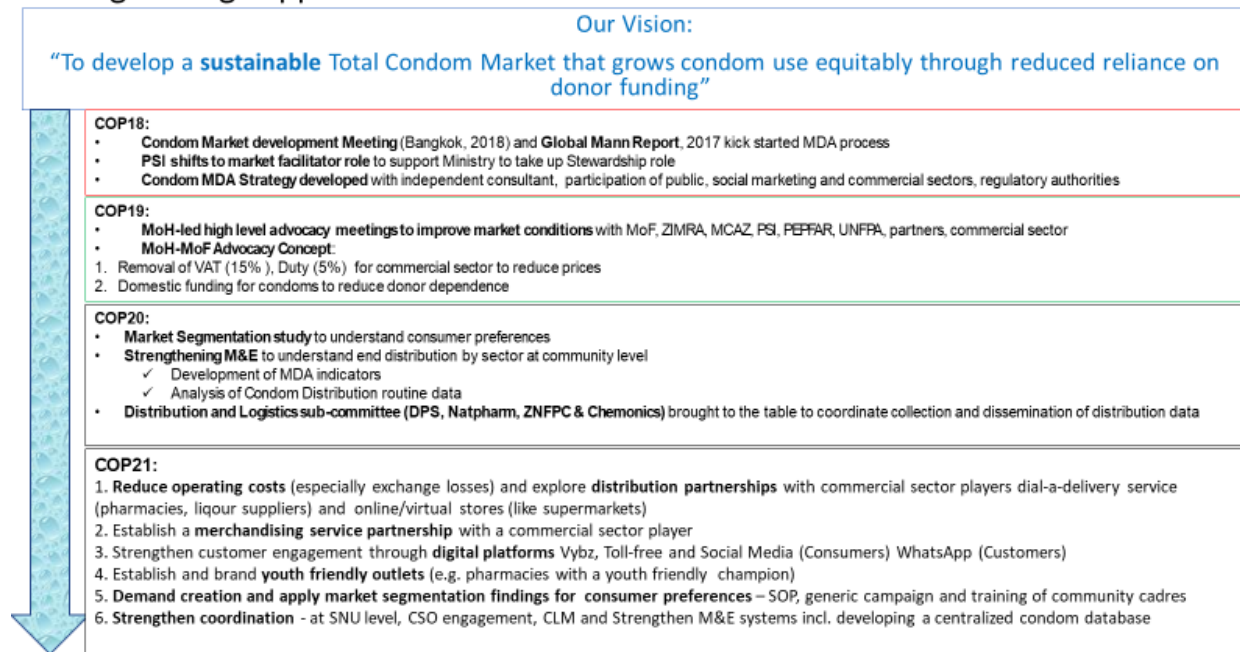 Our Vision:
“To develop a sustainable Total Condom Market that grows condom use equitably through reduced reliance on
donor funding”
COP18:
• Condom Market development Meeting (Bangkok, 2018) and Global Mann Report, 2017 kick started MDA process
• PSI shifts to market facilitator role to support Ministry to take up Stewardship role
• Condom MDA Strategy developed with independent consultant, participation of public, social marketing and commercial sectors, regulatory authorities
COP19:
• MoH-led high level advocacy meetings to improve market conditions with MoF, ZIMRA, MCAZ, PSI, PEPFAR, UNFPA, partners, commercial sector
• MoH-MoF Advocacy Concept:
1. Removal of VAT (15% ), Duty (5%) for commercial sector to reduce prices
2. Domestic funding for condoms to reduce donor dependence
COP20:
• Market Segmentation study to understand consumer preferences
• Strengthening M&E to understand end distribution by sector at community level
✓ Development of MDA indicators
✓ Analysis of Condom Distribution routine data
• Distribution and Logistics sub-committee (DPS, Natpharm, ZNFPC & Chemonics) brought to the table to coordinate collection and dissemination of distribution data
COP21:
1. Reduce operating costs (especially exchange losses) and explore distribution partnerships with commercial sector players dial-a-delivery service
(pharmacies, liqour suppliers) and online/virtual stores (like supermarkets)
2. Establish a merchandising service partnership with a commercial sector player
3. Strengthen customer engagement through digital platforms Vybz, Toll-free and Social Media (Consumers) WhatsApp (Customers)
4. Establish and brand youth friendly outlets (e.g. pharmacies with a youth friendly champion)
5. Demand creation and apply market segmentation findings for consumer preferences – SOP, generic campaign and training of community cadres
6. Strengthen coordination - at SNU level, CSO engagement, CLM and Strengthen M&E systems incl. developing a centralized condom database